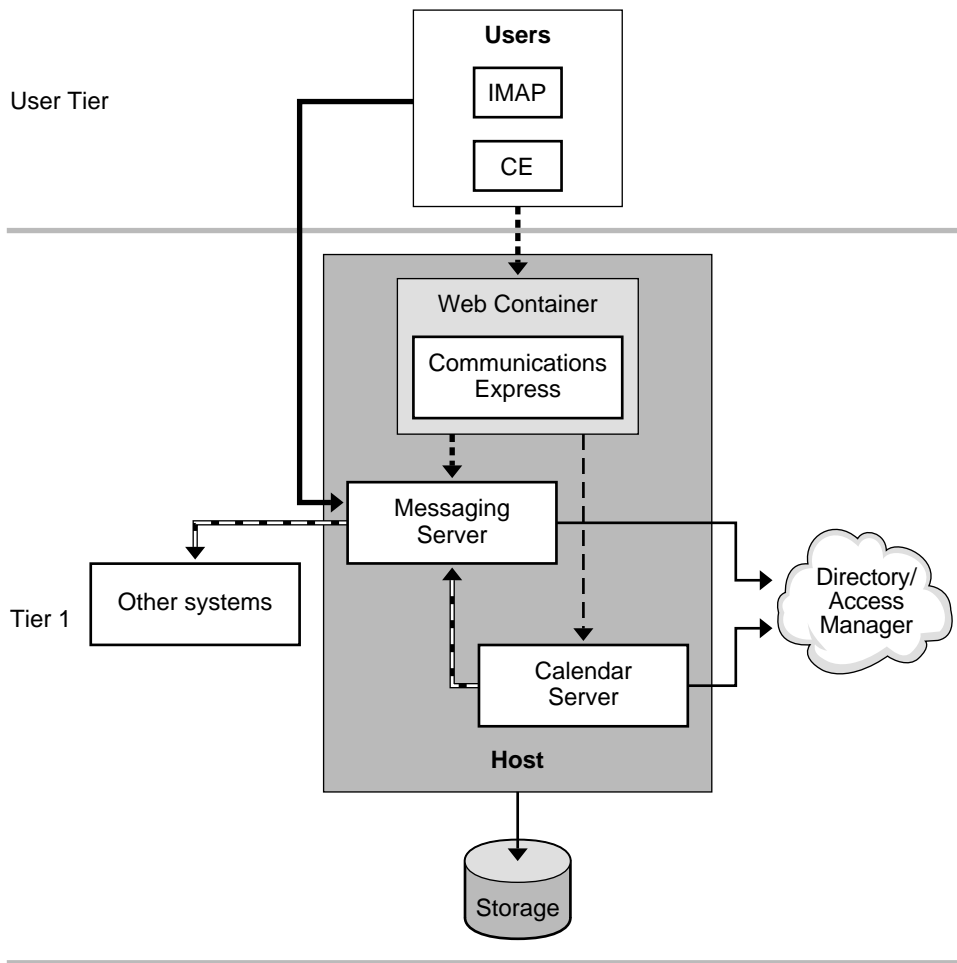 Users
IMAP
User Tier
CE
Web Container
Communications
Express
Messaging
Server
Other systems
Tier 1
Directory/
Access
Manager
Calendar
Server
Host
Storage